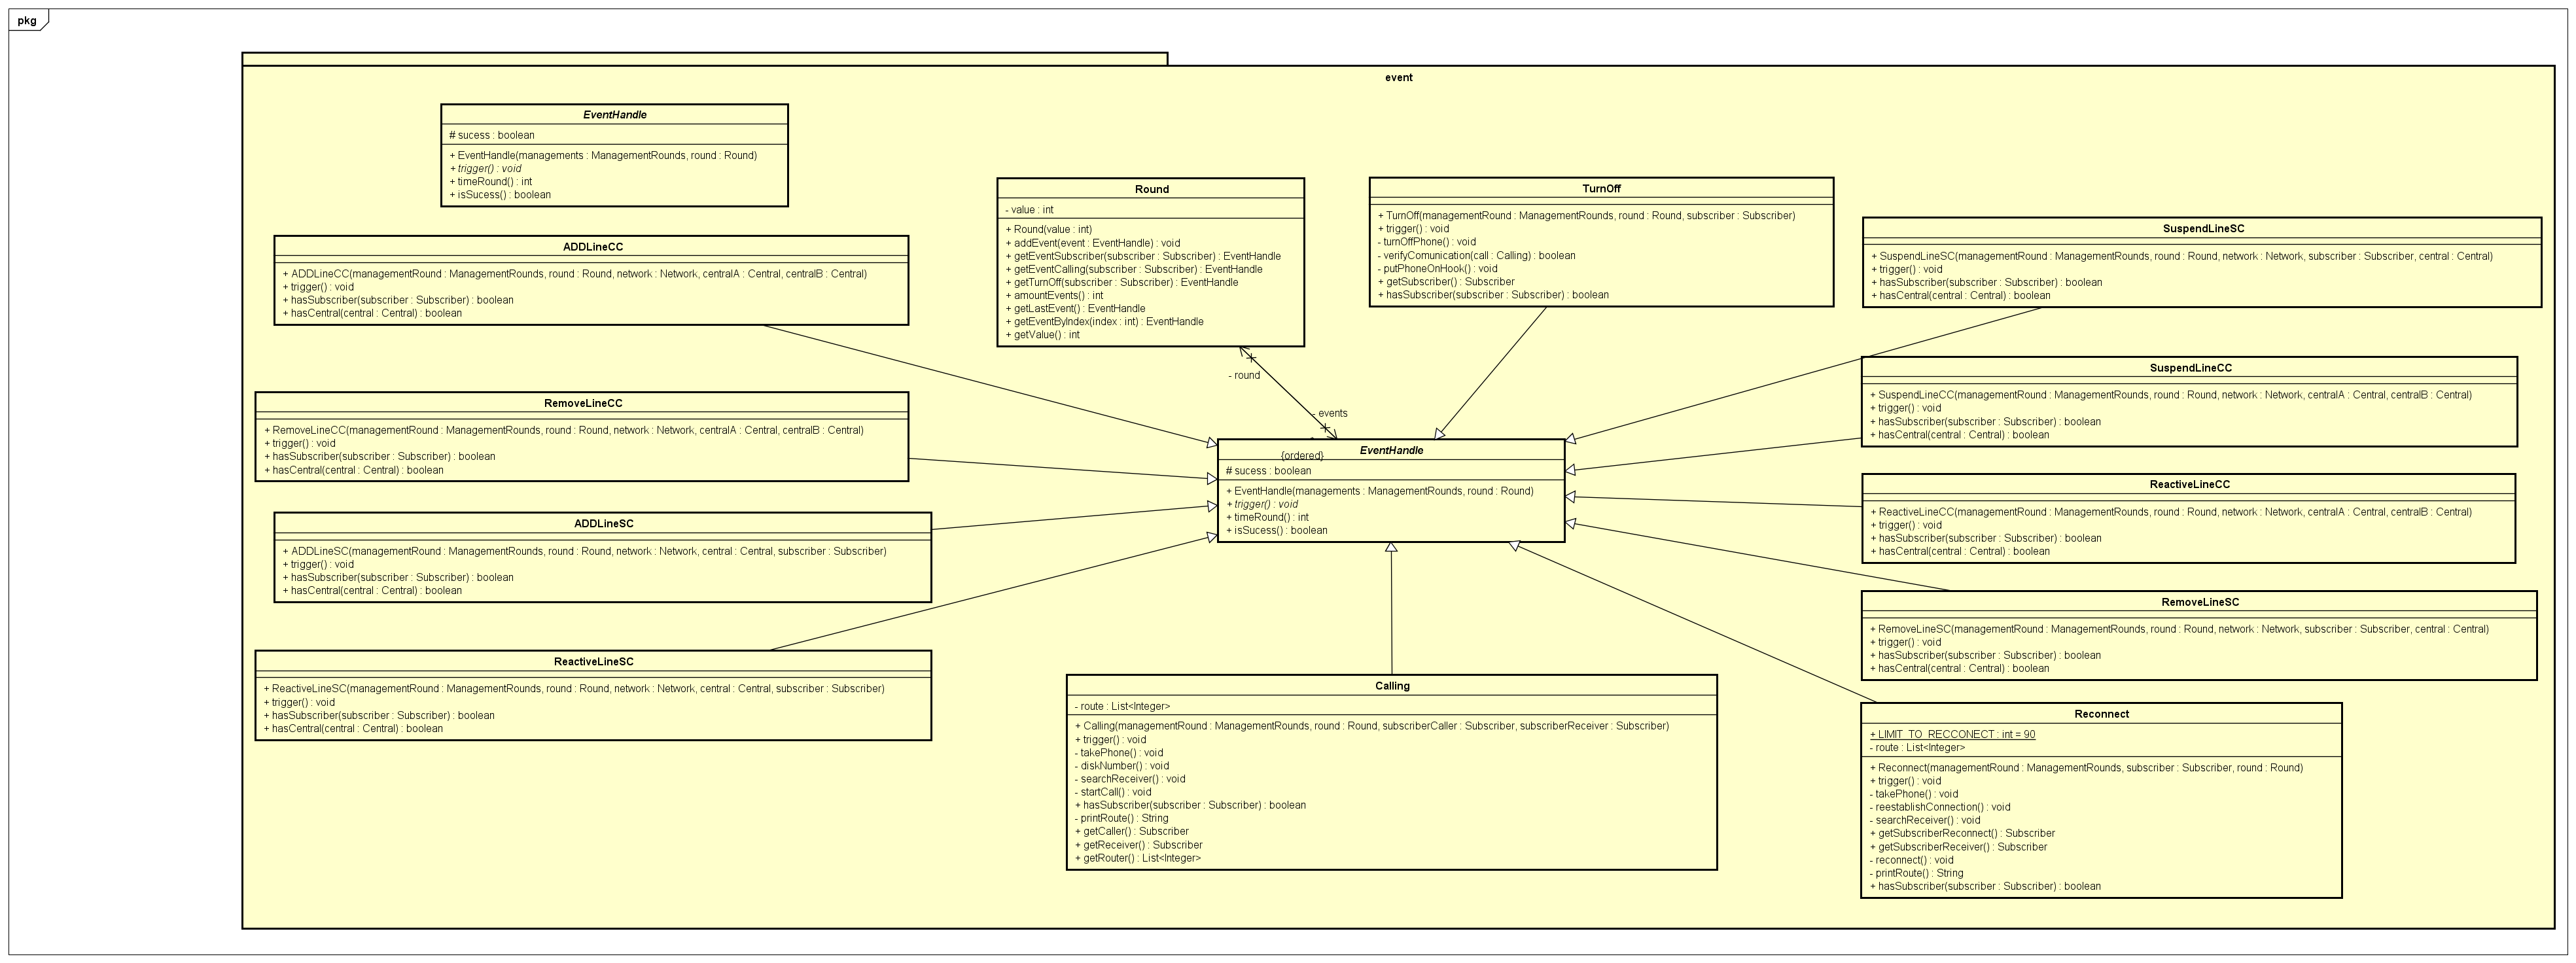 pkg
event
EventHandle
# sucess : boolean
+ EventHandle(managements : ManagementRounds, round : Round)
+ trigger() : void
+ timeRound() : int
+ isSucess() : boolean
ADDLineCC
+ ADDLineCC(managementRound : ManagementRounds, round : Round, network : Network, centralA : Central, centralB : Central)
+ trigger() : void
+ hasSubscriber(subscriber : Subscriber) : boolean
+ hasCentral(central : Central) : boolean
RemoveLineCC
+ RemoveLineCC(managementRound : ManagementRounds, round : Round, network : Network, centralA : Central, centralB : Central)
+ trigger() : void
+ hasSubscriber(subscriber : Subscriber) : boolean
+ hasCentral(central : Central) : boolean
ADDLineSC
+ ADDLineSC(managementRound : ManagementRounds, round : Round, network : Network, central : Central, subscriber : Subscriber)
+ trigger() : void
+ hasSubscriber(subscriber : Subscriber) : boolean
+ hasCentral(central : Central) : boolean
ReactiveLineSC
+ ReactiveLineSC(managementRound : ManagementRounds, round : Round, network : Network, central : Central, subscriber : Subscriber)
+ trigger() : void
+ hasSubscriber(subscriber : Subscriber) : boolean
+ hasCentral(central : Central) : boolean
Round
- value : int
+ Round(value : int)
+ addEvent(event : EventHandle) : void
+ getEventSubscriber(subscriber : Subscriber) : EventHandle
+ getEventCalling(subscriber : Subscriber) : EventHandle
+ getTurnOff(subscriber : Subscriber) : EventHandle
+ amountEvents() : int
+ getLastEvent() : EventHandle
+ getEventByIndex(index : int) : EventHandle
+ getValue() : int
- round
- events
{ordered}
TurnOff
+ TurnOff(managementRound : ManagementRounds, round : Round, subscriber : Subscriber)
+ trigger() : void
- turnOffPhone() : void
- verifyComunication(call : Calling) : boolean
- putPhoneOnHook() : void
+ getSubscriber() : Subscriber
+ hasSubscriber(subscriber : Subscriber) : boolean
EventHandle
# sucess : boolean
+ EventHandle(managements : ManagementRounds, round : Round)
+ trigger() : void
+ timeRound() : int
+ isSucess() : boolean
Calling
- route : List<Integer>
+ Calling(managementRound : ManagementRounds, round : Round, subscriberCaller : Subscriber, subscriberReceiver : Subscriber)
+ trigger() : void
- takePhone() : void
- diskNumber() : void
- searchReceiver() : void
- startCall() : void
+ hasSubscriber(subscriber : Subscriber) : boolean
- printRoute() : String
+ getCaller() : Subscriber
+ getReceiver() : Subscriber
+ getRouter() : List<Integer>
SuspendLineSC
+ SuspendLineSC(managementRound : ManagementRounds, round : Round, network : Network, subscriber : Subscriber, central : Central)
+ trigger() : void
+ hasSubscriber(subscriber : Subscriber) : boolean
+ hasCentral(central : Central) : boolean
SuspendLineCC
+ SuspendLineCC(managementRound : ManagementRounds, round : Round, network : Network, centralA : Central, centralB : Central)
+ trigger() : void
+ hasSubscriber(subscriber : Subscriber) : boolean
+ hasCentral(central : Central) : boolean
ReactiveLineCC
+ ReactiveLineCC(managementRound : ManagementRounds, round : Round, network : Network, centralA : Central, centralB : Central)
+ trigger() : void
+ hasSubscriber(subscriber : Subscriber) : boolean
+ hasCentral(central : Central) : boolean
RemoveLineSC
+ RemoveLineSC(managementRound : ManagementRounds, round : Round, network : Network, subscriber : Subscriber, central : Central)
+ trigger() : void
+ hasSubscriber(subscriber : Subscriber) : boolean
+ hasCentral(central : Central) : boolean
Reconnect
+ LIMIT_TO_RECCONECT : int = 90
- route : List<Integer>
+ Reconnect(managementRound : ManagementRounds, subscriber : Subscriber, round : Round)
+ trigger() : void
- takePhone() : void
- reestablishConnection() : void
- searchReceiver() : void
+ getSubscriberReconnect() : Subscriber
+ getSubscriberReceiver() : Subscriber
- reconnect() : void
- printRoute() : String
+ hasSubscriber(subscriber : Subscriber) : boolean